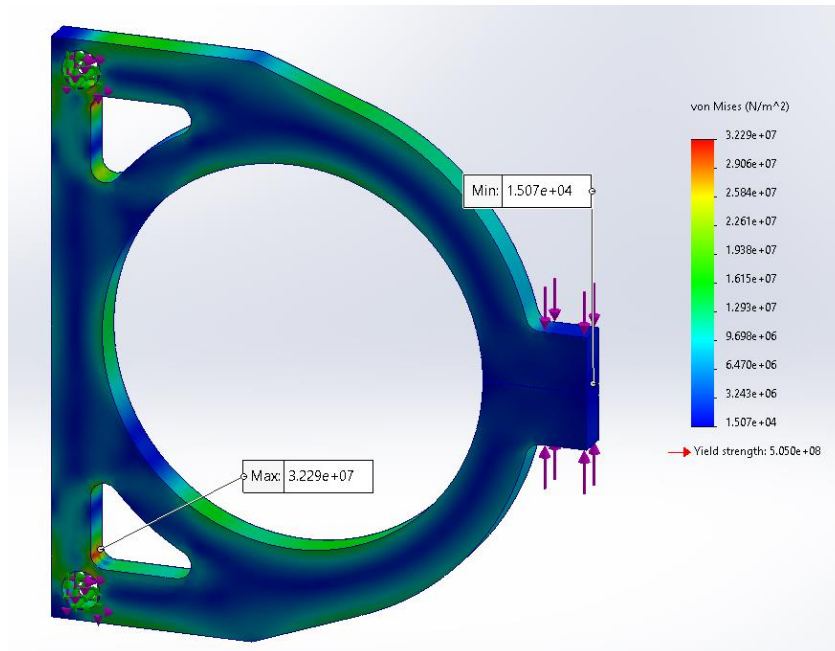 von Mises (N/m^2)
3.229e+07
2.906e+07
2.584e+07
2.261e+07
1.938e+07
1.615e+07
1.293e+07
9.698e+06
6.470e+06
3.243e+06
1.507e+04
Yield strength: 5.050e+08
Min: 1.507e+04
Max: 3.229e+07